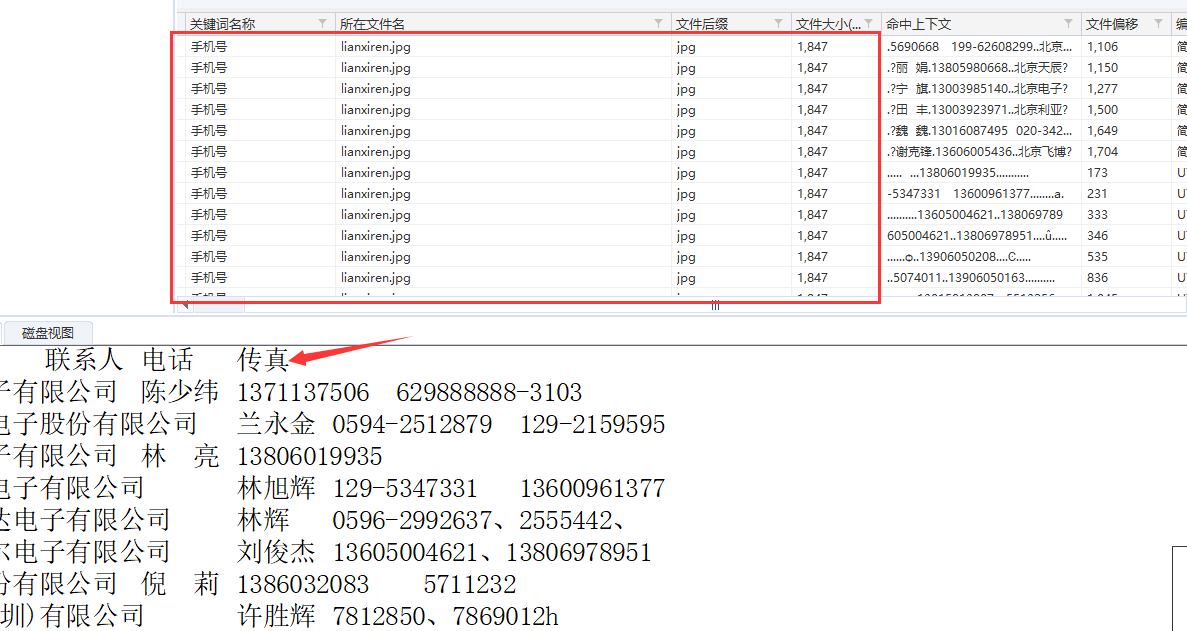 关键词名称 所在文件名 文件后缀 文件大小(... 命中上下文 文件偏移 编
手机号 lianxiren.jpg jpg 1,847 .5690668 199-62608299..北京... 1,106 简
手机号 lianxiren.jpg jpg 1,847 .?丽 娟.13805980668..北京天辰? 1,150 简
手机号 lianxiren.jpg jpg 1,847 .?宁 旗.13003985140..北京电子? 1,277 简
手机号 lianxiren.jpg jpg 1,847 .?田 丰.13003923971..北京利亚? 1,500 简
手机号 lianxiren.jpg jpg 1,847 .?魏 魏.13016087495 020-342... 1,649 简
手机号 lianxiren.jpg jpg 1,847 .?谢克锋.13606005436..北京飞博? 1,704 简
手机号 lianxiren.jpg jpg 1,847 ..... ...13806019935........... 173 U
手机号 lianxiren.jpg jpg 1,847 -5347331 13600961377........a. 231 U
手机号 lianxiren.jpg jpg 1,847 ..........13605004621..138069789 333 U
手机号 lianxiren.jpg jpg 1,847 605004621..13806978951....û..... 346 U
手机号 lianxiren.jpg jpg 1,847 ......ȹ..13906050208....Ͼ..... 535 U
手机号 lianxiren.jpg jpg 1,847 ..5074011..13906050163.......... 836 U
磁盘视图
联系人 电话 传真
子有限公司 陈少纬 1371137506 629888888-3103
电子股份有限公司 兰永金 0594-2512879 129-2159595
子有限公司 林 亮 13806019935
电子有限公司 林旭辉 129-5347331 13600961377
达电子有限公司 林辉 0596-2992637、2555442、
尔电子有限公司 刘俊杰 13605004621、13806978951
份有限公司 倪 莉 1386032083 5711232
圳)有限公司 许胜辉 7812850、7869012h